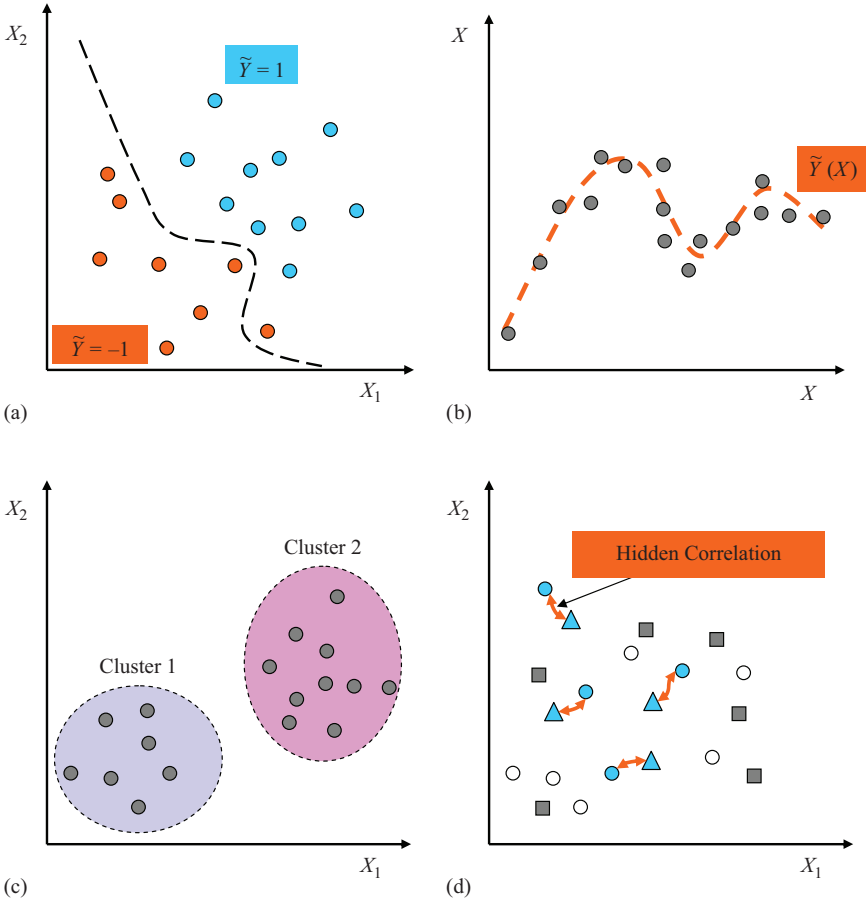 X₂
Ỹ = 1
Ỹ = –1
X₁
(a)
X
Ỹ (X)
X
(b)
X₂
Cluster 2
Cluster 1
X₁
(c)
X₂
Hidden Correlation
X₁
(d)